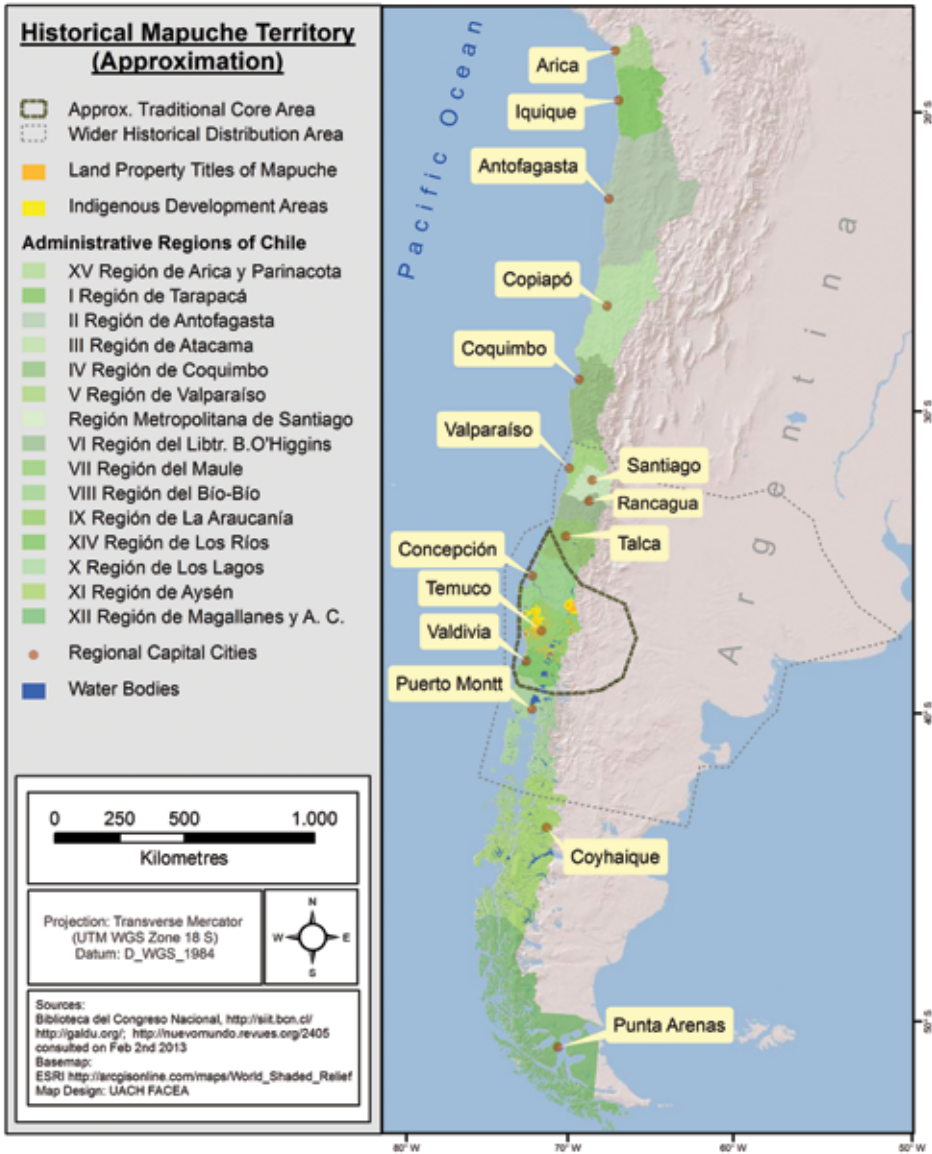 Historical Mapuche Territory
(Approximation)
Approx. Traditional Core Area
Wider Historical Distribution Area
Land Property Titles of Mapuche
Indigenous Development Areas
Administrative Regions of Chile
XV Región de Arica y Parinacota
I Región de Tarapacá
II Región de Antofagasta
III Región de Atacama
IV Región de Coquimbo
V Región de Valparaíso
Región Metropolitana de Santiago
VI Región del Libtr. B.O'Higgins
VII Región del Maule
VIII Región del Bío-Bío
IX Región de La Araucanía
XIV Región de Los Ríos
X Región de Los Lagos
XI Región de Aysén
XII Región de Magallanes y A. C.
Regional Capital Cities
Water Bodies
0 250 500 1.000
Kilometres
Projection: Transverse Mercator
(UTM WGS Zone 18 S)
Datum: D_WGS_1984
N
W E
S
Sources:
Biblioteca del Congreso Nacional, http://siit.bcn.cl/
http://galdu.org/; http://nuevomundo.revues.org/2405
consulted on Feb 2nd 2013
Basemap:
ESRI http://arcgisonline.com/maps/World_Shaded_Relief
Map Design: UACH FACEA
Pacific Ocean
Argentina
Arica
Iquique
Antofagasta
Copiapó
Coquimbo
Valparaíso
Santiago
Rancagua
Talca
Concepción
Temuco
Valdivia
Puerto Montt
Coyhaique
Punta Arenas
20° S
30° S
40° S
50° S
80° W
70° W
60° W
50° W